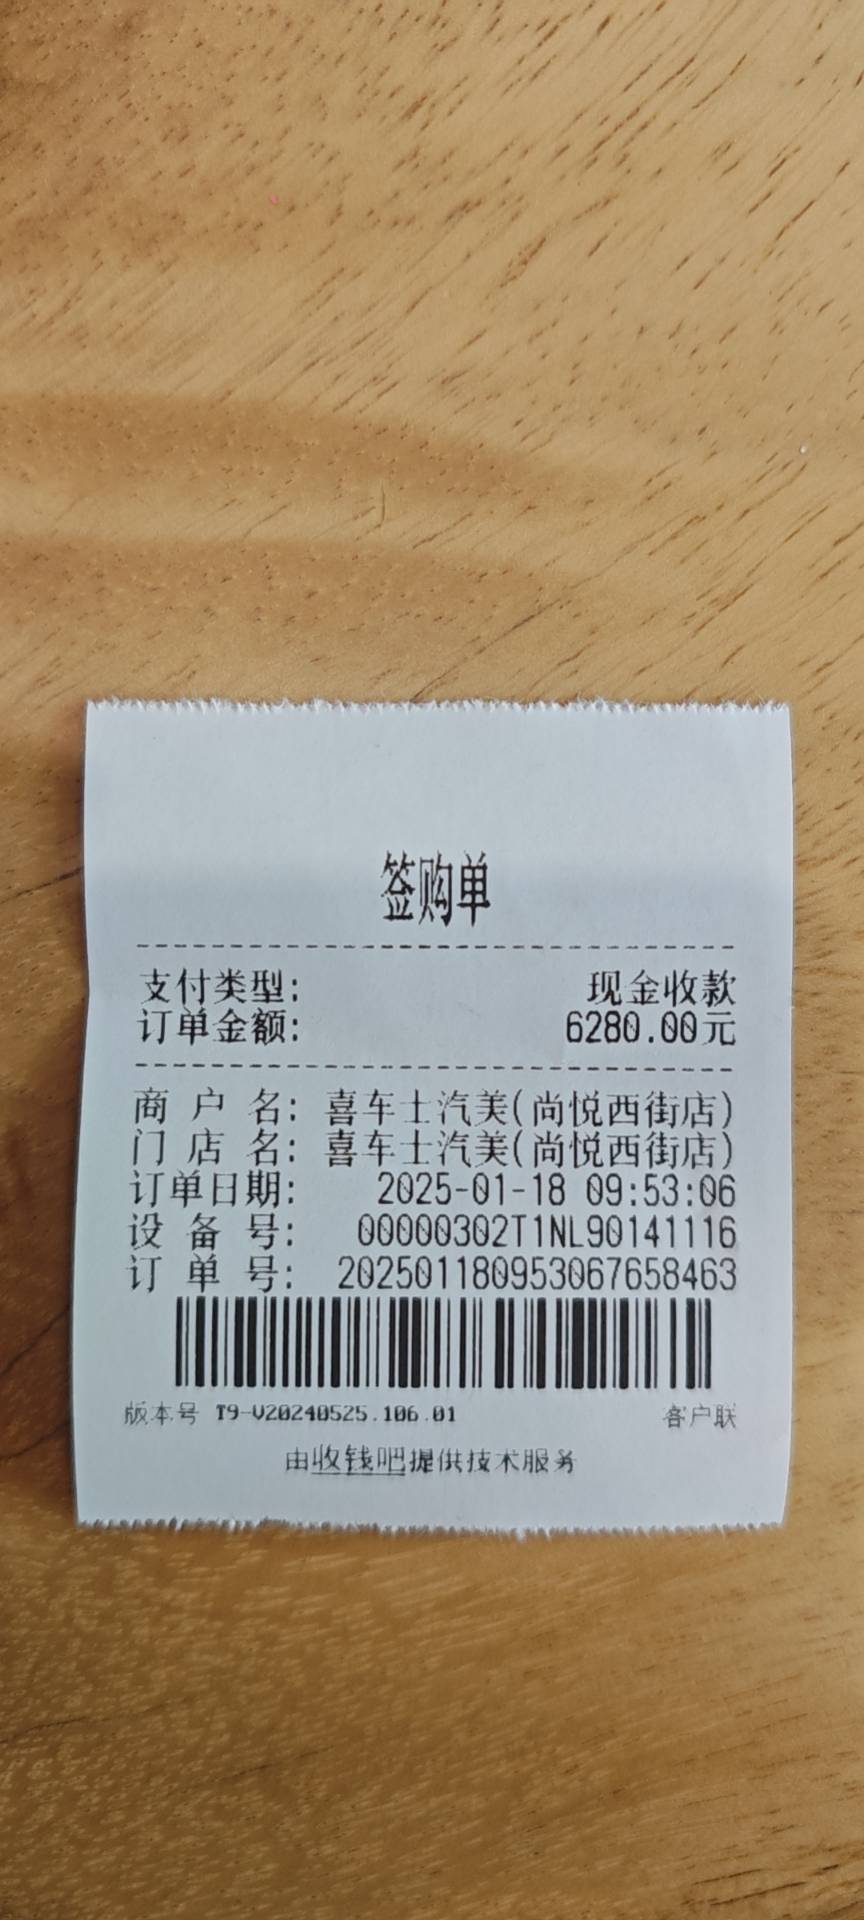 签购单
支付类型: 现金收款
订单金额: 6280.00元
商户名: 喜车士汽美(尚悦西街店)
门店名: 喜车士汽美(尚悦西街店)
订单日期: 2025-01-18 09:53:06
设备号: 00000302T1NL90141116
订单号: 202501180953067658463
版本号 T9-V20240525.106.01 客户联
由收钱吧提供技术服务